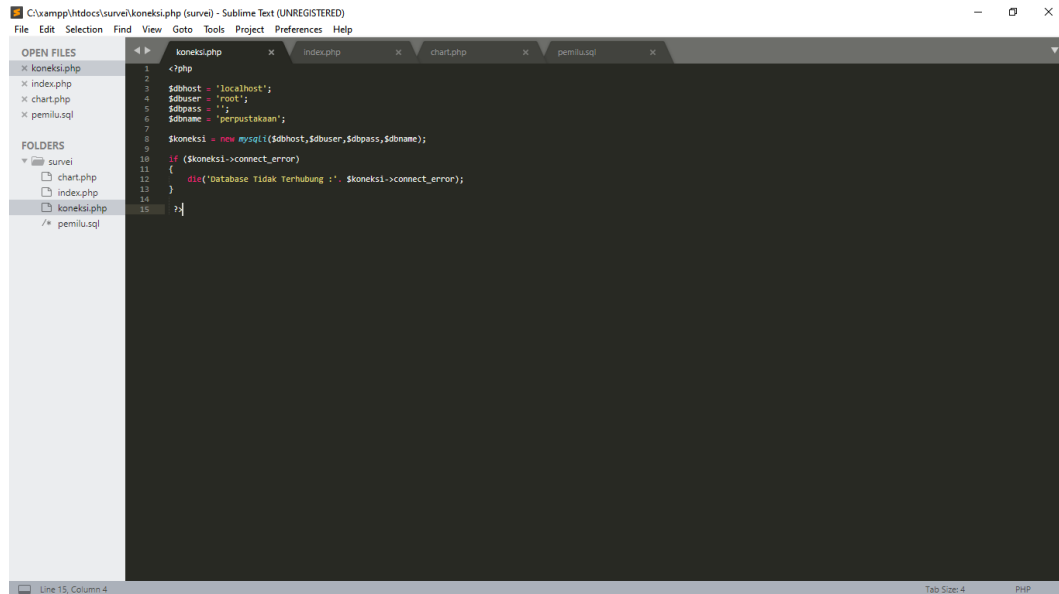 C:\xampp\htdocs\survei\koneksi.php (survei) - Sublime Text (UNREGISTERED)
File Edit Selection Find View Goto Tools Project Preferences Help
OPEN FILES
koneksi.php
index.php
chart.php
pemilu.sql
FOLDERS
survei
chart.php
index.php
koneksi.php
/* pemilu.sql
koneksi.php index.php chart.php pemilu.sql
1 <?php
2
3 $dbhost = 'localhost';
4 $dbuser = 'root';
5 $dbpass = '';
6 $dbname = 'perpustakaan';
7
8 $koneksi = new mysqli($dbhost,$dbuser,$dbpass,$dbname);
9
10 if ($koneksi->connect_error)
11 {
12 die('Database Tidak Terhubung :'. $koneksi->connect_error);
13 }
14
15 ?>
Line 15, Column 4 Tab Size: 4 PHP